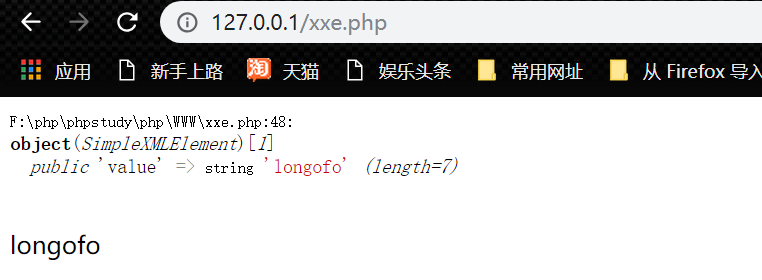 127.0.0.1/xxe.php
应用 新手上路 淘 天猫 娱乐头条 常用网址 从 Firefox 导入
F:\php\phpstudy\php\WWW\xxe.php:48:
object(SimpleXMLElement)[1]
public 'value' => string 'longofo' (length=7)
longofo